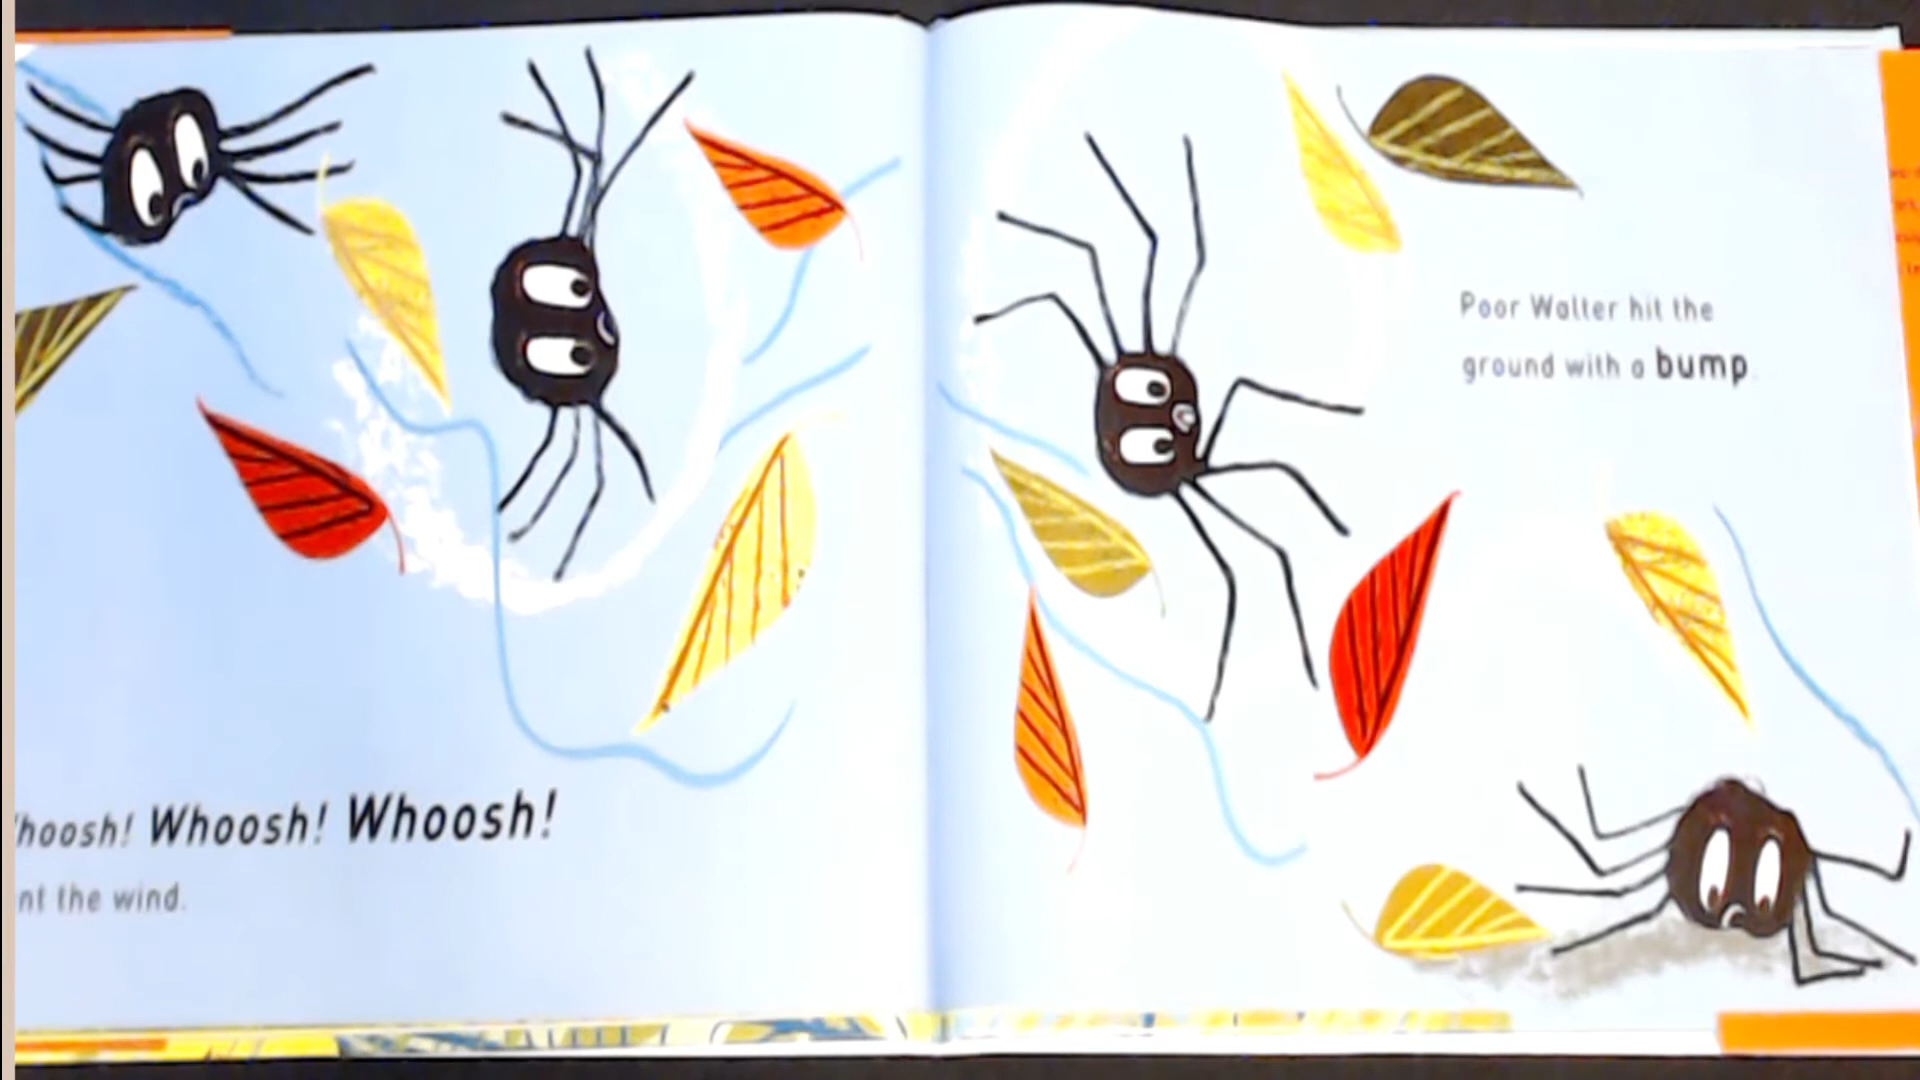 hoosh! Whoosh! Whoosh!
nt the wind.
Poor Walter hit the
ground with a bump.